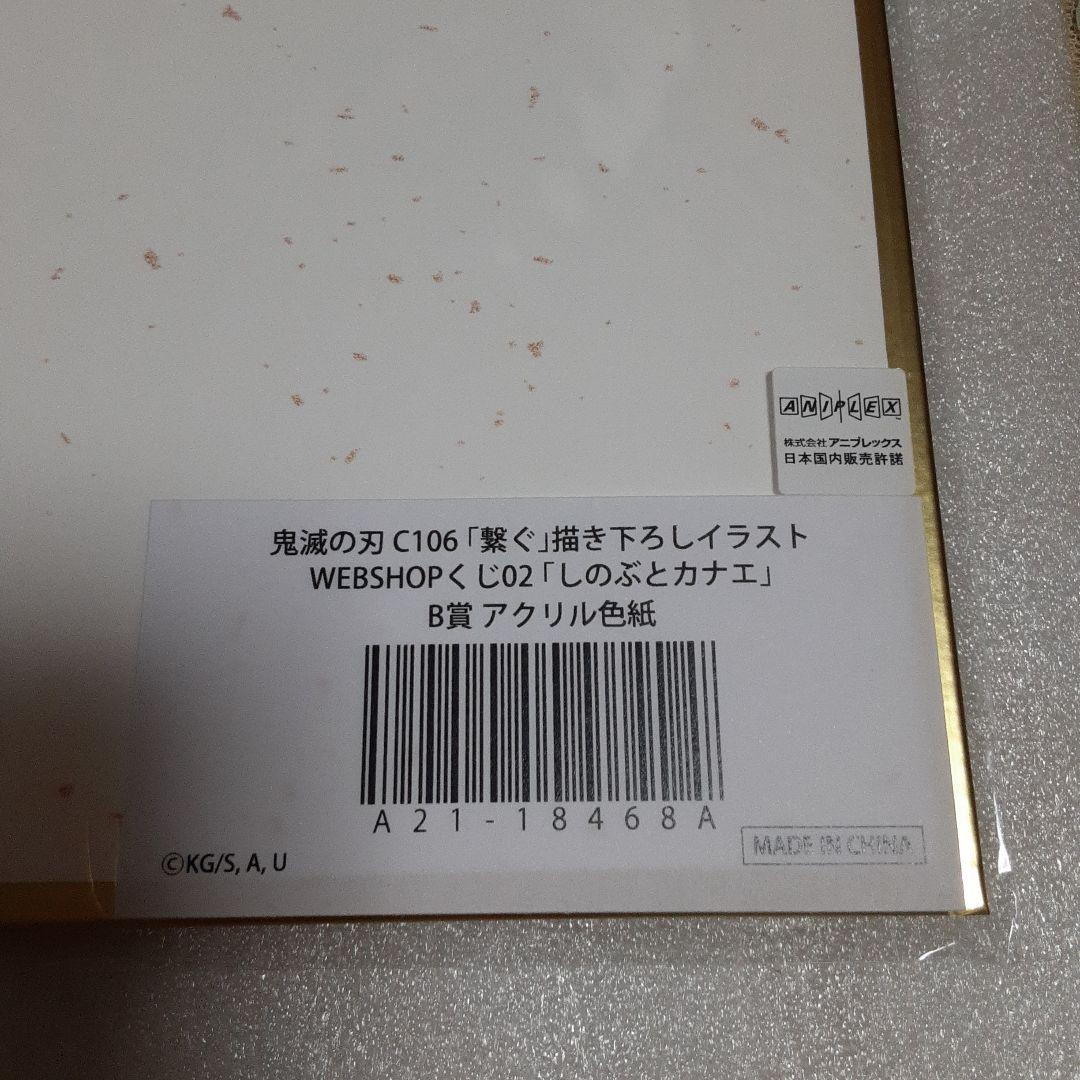 ANIPLEX
株式会社 アニプレックス
日本国内販売許諾
鬼滅の刃 C106「繋ぐ」描き下ろしイラスト
WEBSHOPくじ02「しのぶとカナエ」
B賞 アクリル色紙
A21-18468A
MADE IN CHINA
©KG/S, A, U